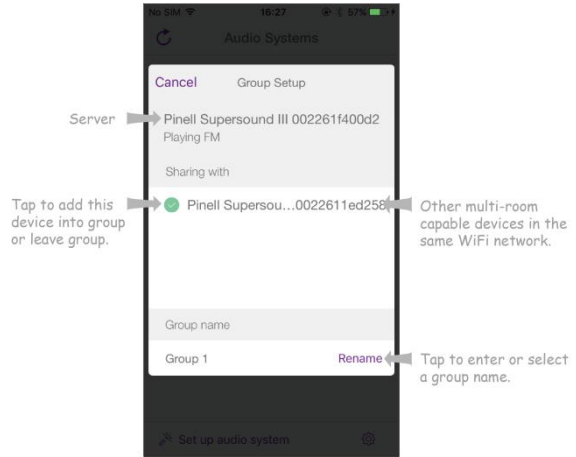 No SIM 16:27 57%
Audio Systems
Cancel Group Setup
Server
Pinell Supersound III 002261f400d2
Playing FM
Sharing with
Tap to add this
device into group
or leave group.
Pinell Supersou...0022611ed258
Other multi-room
capable devices in the
same WiFi network.
Group name
Group 1 Rename
Tap to enter or select
a group name.
Set up audio system